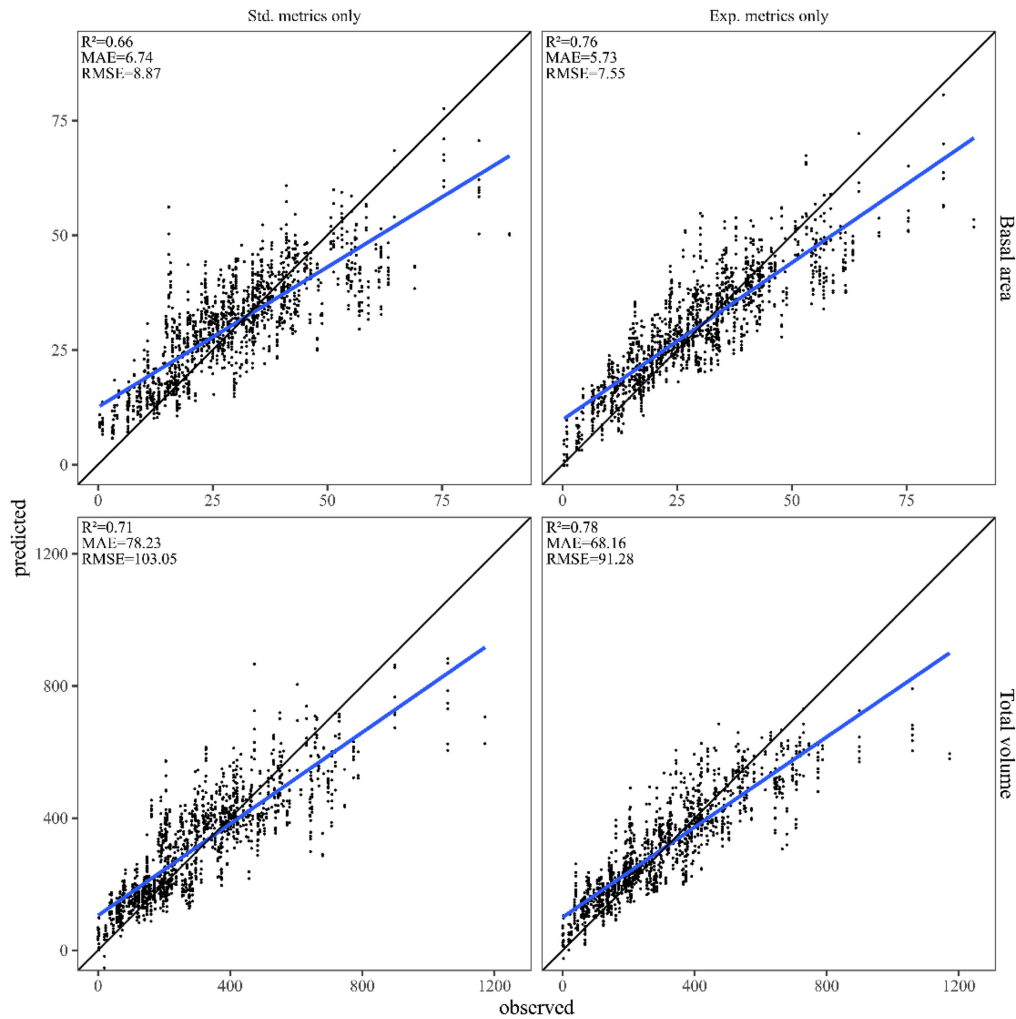 Std. metrics only
Exp. metrics only
R²=0.66
MAE=6.74
RMSE=8.87
R²=0.76
MAE=5.73
RMSE=7.55
75
50
25
0
Basal area
0 25 50 75
0 25 50 75
predicted
R²=0.71
MAE=78.23
RMSE=103.05
R²=0.78
MAE=68.16
RMSE=91.28
1200
800
400
0
Total volume
0 400 800 1200
0 400 800 1200
observed